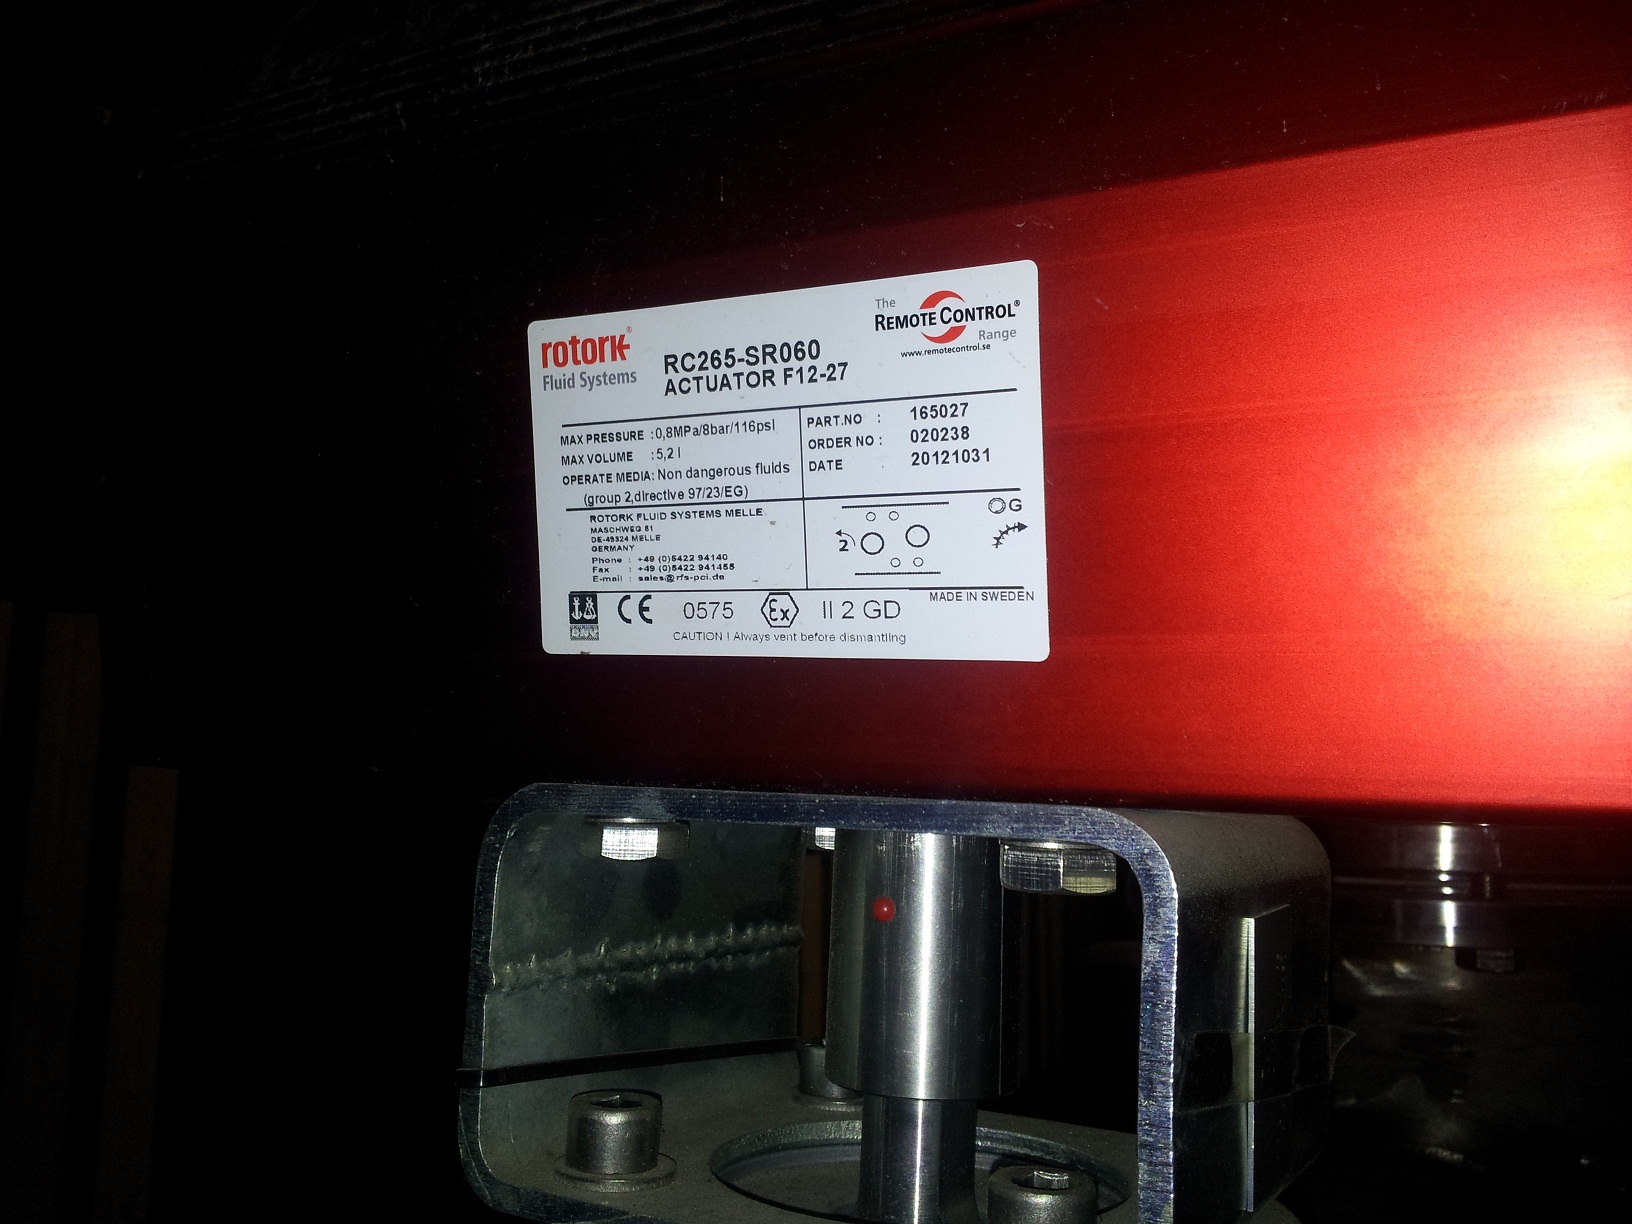 rotork®
Fluid Systems
RC265-SR060
ACTUATOR F12-27
The
REMOTE CONTROL®
Range
www.remotecontrol.se
MAX PRESSURE : 0,8MPa/8bar/116psI
MAX VOLUME : 5,2 l
OPERATE MEDIA: Non dangerous fluids
(group 2,directive 97/23/EG)
PART.NO : 165027
ORDER NO : 020238
DATE . 20121031
ROTORK FLUID SYSTEMS MELLE
MASCHWEG 51
DE-49324 MELLE
GERMANY
Phone : +49 (0)5422 94140
Fax : +49 (0)5422 941455
E-mail : sales@rfs-pci.de
2
G
MADE IN SWEDEN
DNV
CE 0575 Ex II 2 GD
CAUTION ! Always vent before dismantling